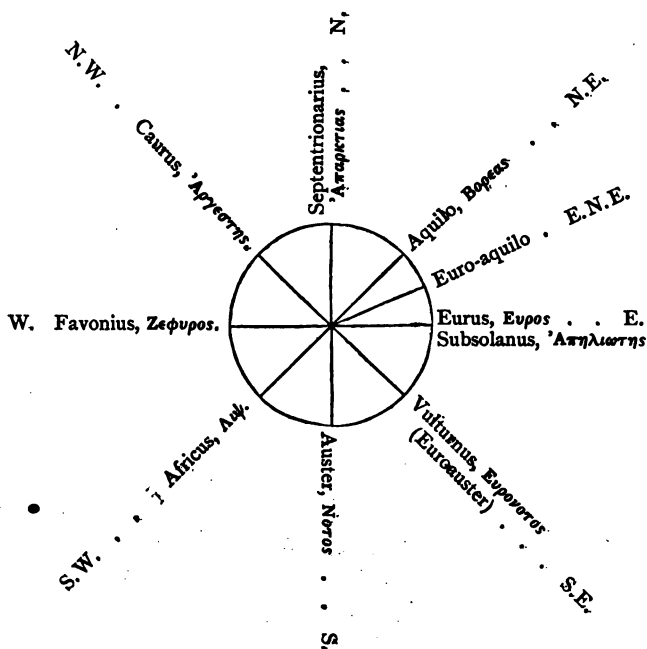 N,
Septentrionarius, , ,
'Απαρκτιας
N.W. . Caurus, 'Αργεστης.
Aquilo, Βορεας . . N.E.
Euro-aquilo . E.N.E.
W. Favonius, Ζεφυρος.
Eurus, Ευρος . . E.
Subsolanus, 'Απηλιωτης
Vulturnus, Ευρονοτος
(Euroauster) . . . S.E.
Auster, Νοτος . . S.
S.W. . . Africus, Λιψ.